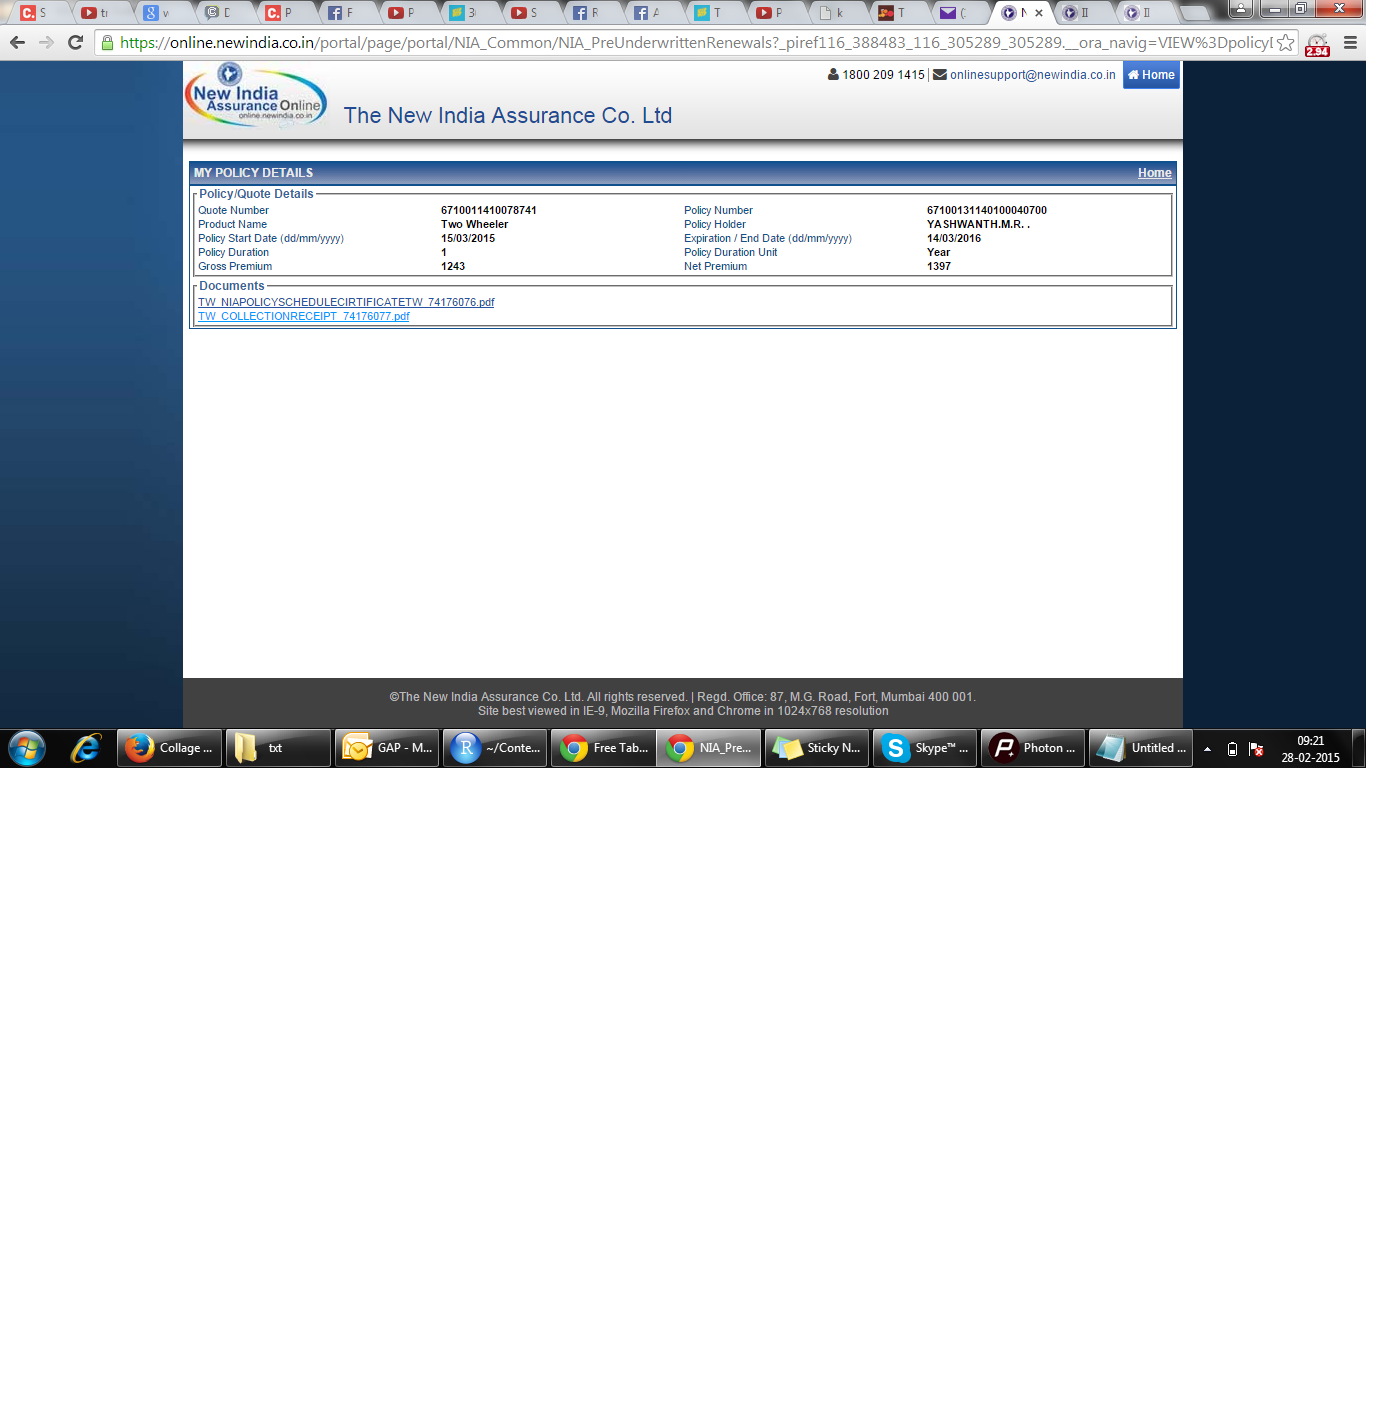 S tı v D P F P 3 S R A T P k T ( N II II
https://online.newindia.co.in/portal/page/portal/NIA_Common/NIA_PreUnderwrittenRenewals?_piref116_388483_116_305289_305289.__ora_navig=VIEW%3Dpolicy
2.94
1800 209 1415 | onlinesupport@newindia.co.in Home
New India Assurance Online
online.newindia.co.in
The New India Assurance Co. Ltd
MY POLICY DETAILS Home
Policy/Quote Details
Quote Number 6710011410078741 Policy Number 67100131140100040700
Product Name Two Wheeler Policy Holder YASHWANTH.M.R. .
Policy Start Date (dd/mm/yyyy) 15/03/2015 Expiration / End Date (dd/mm/yyyy) 14/03/2016
Policy Duration 1 Policy Duration Unit Year
Gross Premium 1243 Net Premium 1397
Documents
TW_NIAPOLICYSCHEDULECIRTIFICATETW_74176076.pdf
TW_COLLECTIONRECEIPT_74176077.pdf
©The New India Assurance Co. Ltd. All rights reserved. | Regd. Office: 87, M.G. Road, Fort, Mumbai 400 001.
Site best viewed in IE-9, Mozilla Firefox and Chrome in 1024x768 resolution
Collage ... txt GAP - M... ~/Conte... Free Tab... NIA_Pre... Sticky N... Skype™ ... Photon ... Untitled ... 09:21
28-02-2015